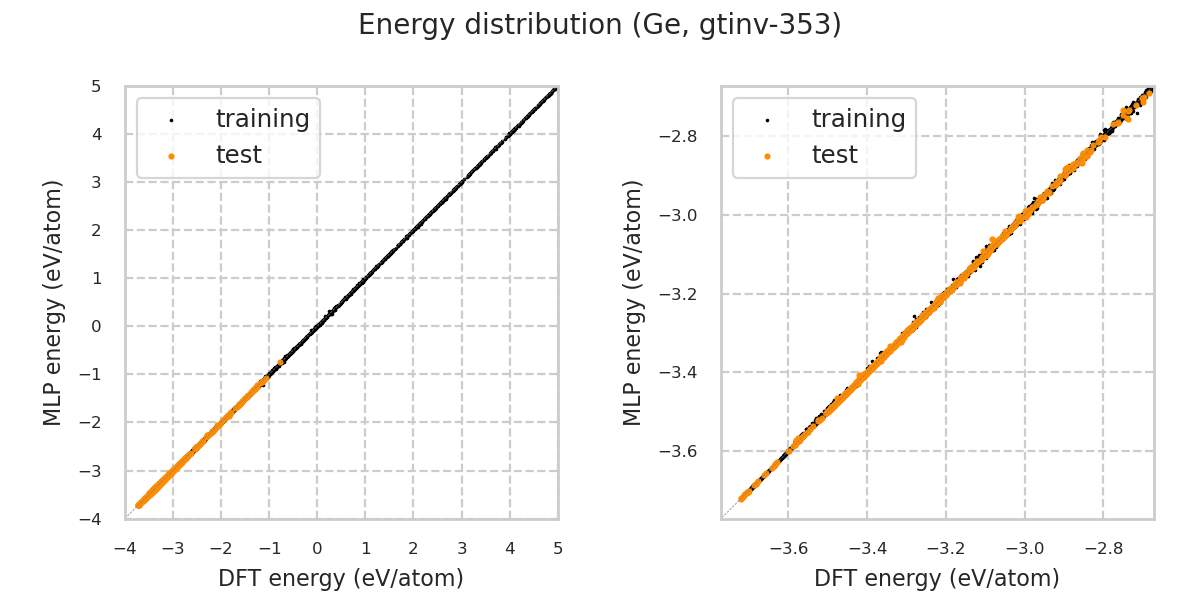 Energy distribution (Ge, gtinv-353)
training
test
5
4
3
2
1
0
−1
−2
−3
−4
MLP energy (eV/atom)
−4 −3 −2 −1 0 1 2 3 4 5
DFT energy (eV/atom)
training
test
−2.8
−3.0
−3.2
−3.4
−3.6
MLP energy (eV/atom)
−3.6 −3.4 −3.2 −3.0 −2.8
DFT energy (eV/atom)